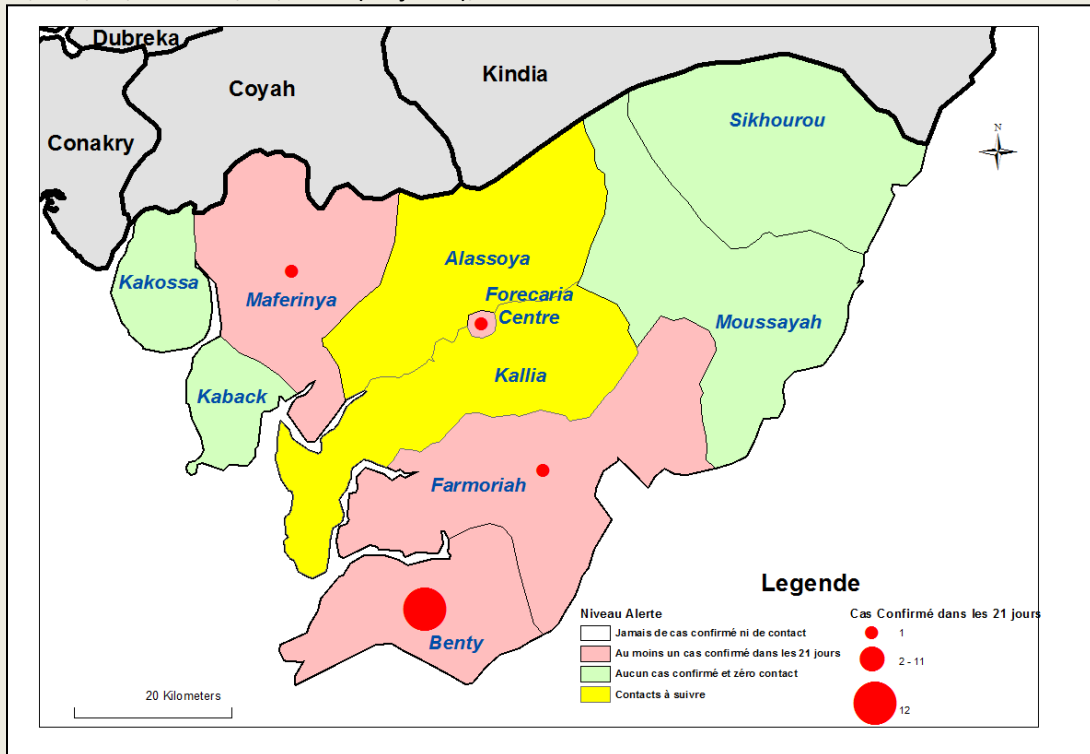 Dubreka
Coyah
Kindia
Conakry
Sikhourou
N
Alassoya
Kakossa
Maferinya
Forecaria
Centre
Moussayah
Kallia
Kaback
Farmoriah
Benty
Legende
Niveau Alerte
Jamais de cas confirmé ni de contact
Au moins un cas confirmé dans les 21 jours
Aucun cas confirmé et zéro contact
Contacts à suivre
Cas Confirmé dans les 21 jours
1
2 - 11
12
20 Kilometers